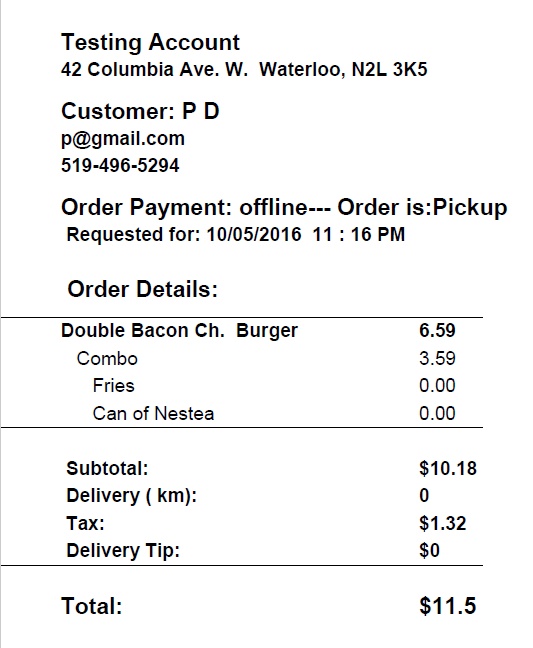 Testing Account
42 Columbia Ave. W.  Waterloo, N2L 3K5
Customer: P D
p@gmail.com
519-496-5294
Order Payment: offline--- Order is:Pickup
Requested for: 10/05/2016  11 : 16 PM
Order Details:
Double Bacon Ch.  Burger 6.59
Combo 3.59
Fries 0.00
Can of Nestea 0.00
Subtotal: $10.18
Delivery ( km): 0
Tax: $1.32
Delivery Tip: $0
Total: $11.5